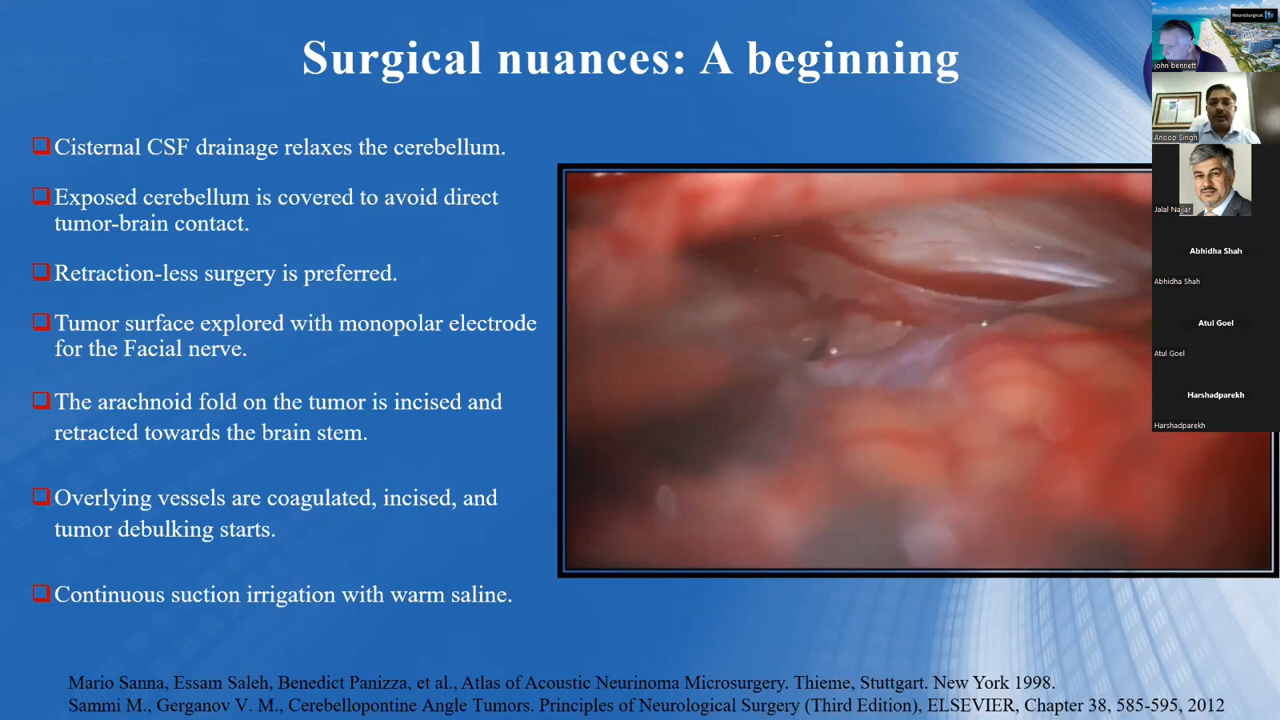 Surgical nuances: A beginning
Cisternal CSF drainage relaxes the cerebellum.
Exposed cerebellum is covered to avoid direct
tumor-brain contact.
Retraction-less surgery is preferred.
Tumor surface explored with monopolar electrode
for the Facial nerve.
The arachnoid fold on the tumor is incised and
retracted towards the brain stem.
Overlying vessels are coagulated, incised, and
tumor debulking starts.
Continuous suction irrigation with warm saline.
Mario Sanna, Essam Saleh, Benedict Panizza, et al., Atlas of Acoustic Neurinoma Microsurgery. Thieme, Stuttgart. New York 1998.
Sammi M., Gerganov V. M., Cerebellopontine Angle Tumors. Principles of Neurological Surgery (Third Edition), ELSEVIER, Chapter 38, 585-595, 2012
NeuroSurgical
john bennett
Anoop Singh
Jalal Najjar
Abhidha Shah
Abhidha Shah
Atul Goel
Atul Goel
Harshadparekh
Harshadparekh